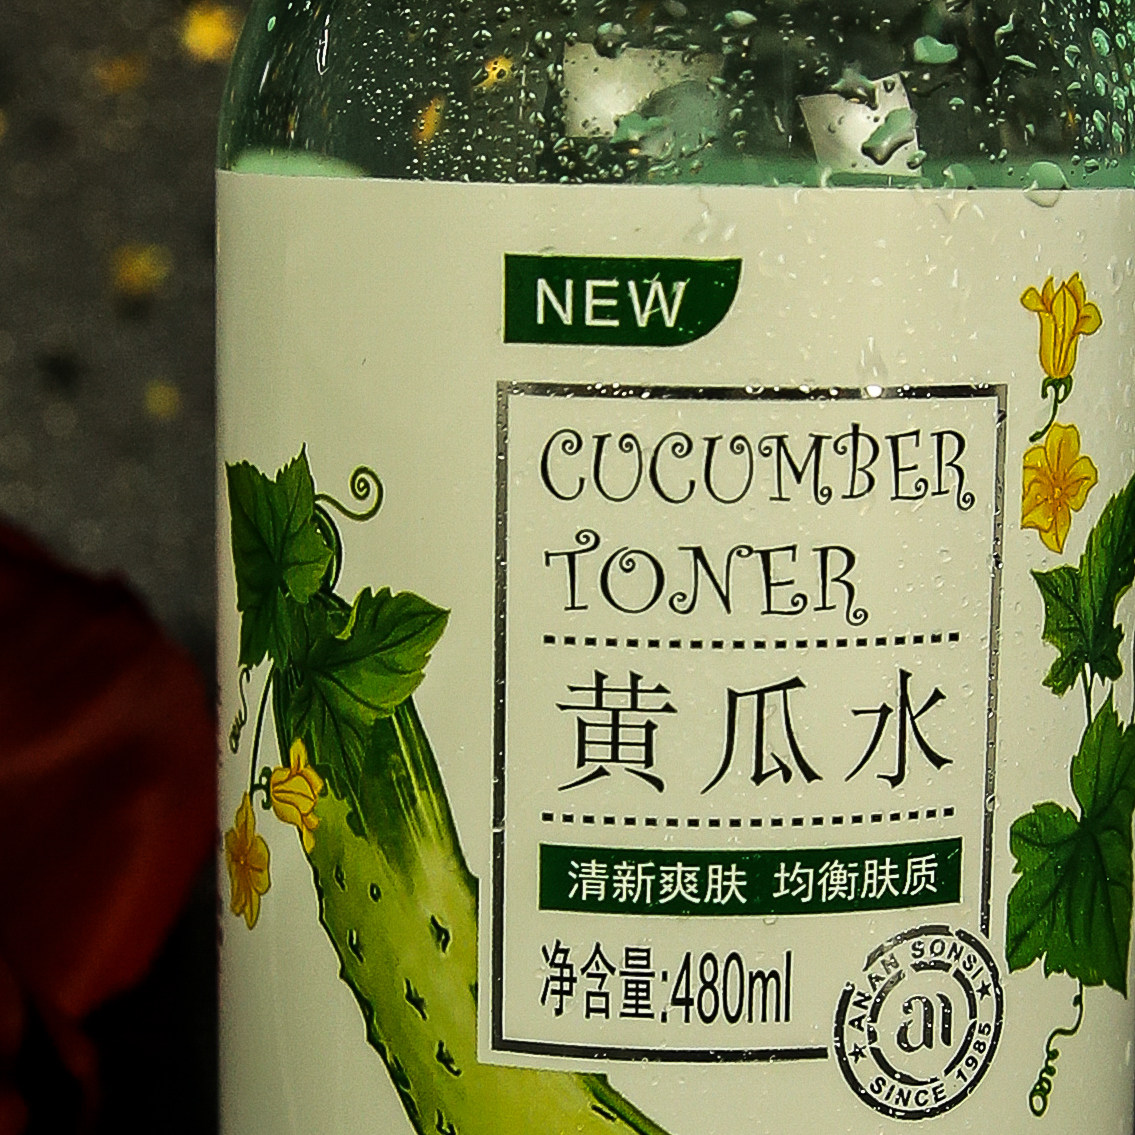 NEW
CUCUMBER
TONER
黄瓜水
清新爽肤 均衡肤质
净含量:480ml
ANAN SONSI
ai
SINCE 1985